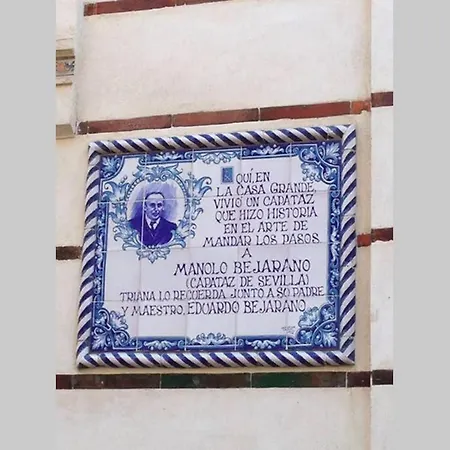 AQUÍ, EN
LA CASA GRANDE,
VIVIÓ UN CAPATAZ
QUE HIZO HISTORIA
EN EL ARTE DE
MANDAR LOS PASOS.
Á
MANOLO BEJARANO
(CAPATAZ DE SEVILLA)
TRIANA LO RECUERDA JUNTO A SU PADRE
Y MAESTRO, EDUARDO BEJARANO